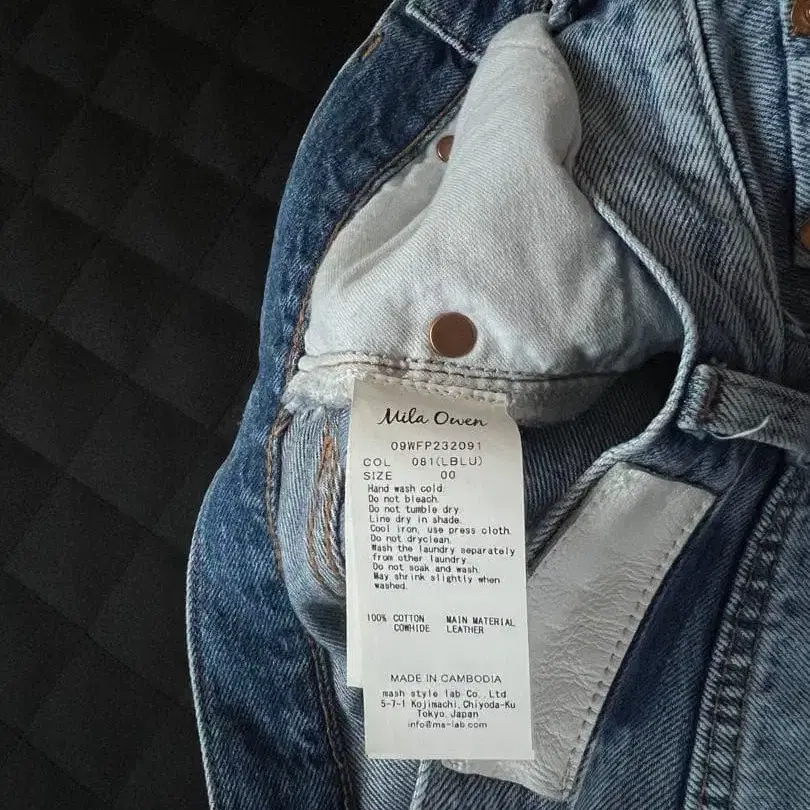 Mila Owen
09WFP232091
COL 081(LBLU)
SIZE 00
Hand wash cold.
Do not bleach.
Do not tumble dry.
Line dry in shade.
Cool iron, use press cloth.
Do not dryclean.
Wash the laundry separately
from other laundry.
Do not soak and wash.
May shrink slightly when
washed.
100% COTTON MAIN MATERIAL
COWHIDE LEATHER
MADE IN CAMBODIA
mash style lab Co.,Ltd
5-7-1 Kojimachi,Chiyoda-Ku
Tokyo,Japan
info@ms-lab.com